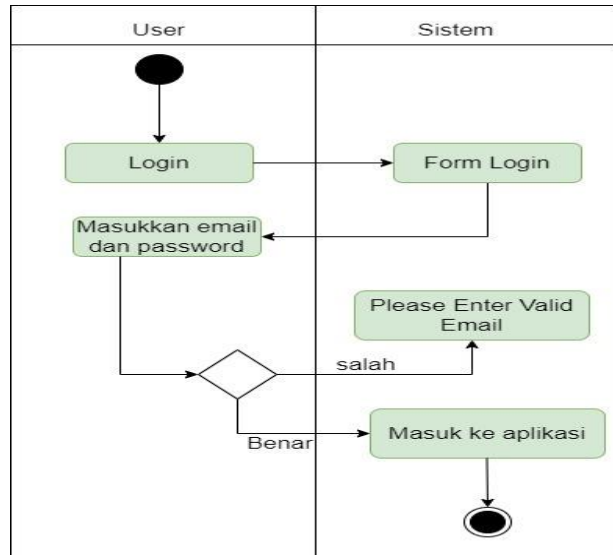 User
Sistem
Login
Form Login
Masukkan email
dan password
Please Enter Valid
Email
salah
Benar
Masuk ke aplikasi